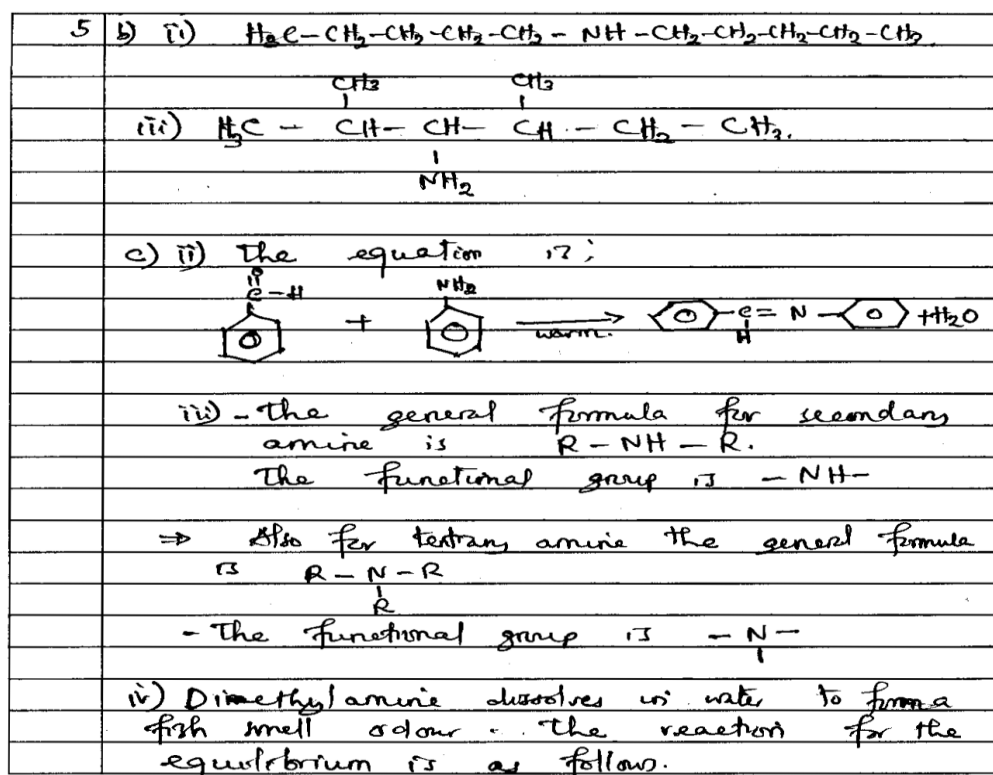 5 b) ii) H3C-CH2-CH2-CH2-CH2-NH-CH2-CH2-CH2-CH2-CH2.
CH3 CH3
iii) H3C - CH - CH - CH - CH2 - CH3.
NH2
c) ii) The equation is;
O
C-H NH2
+ warm. C = N +H2O
H
iii) - The general formula for secondary
amine is R - NH - R.
The functional group is - NH -
⇒ Also for tertrary amine the general formula
is R - N - R
R
- The functional group is - N -
iv) Dimethylamine dissolves in water to form a
fish smell odour. The reaction for the
equilibrium is as follows.